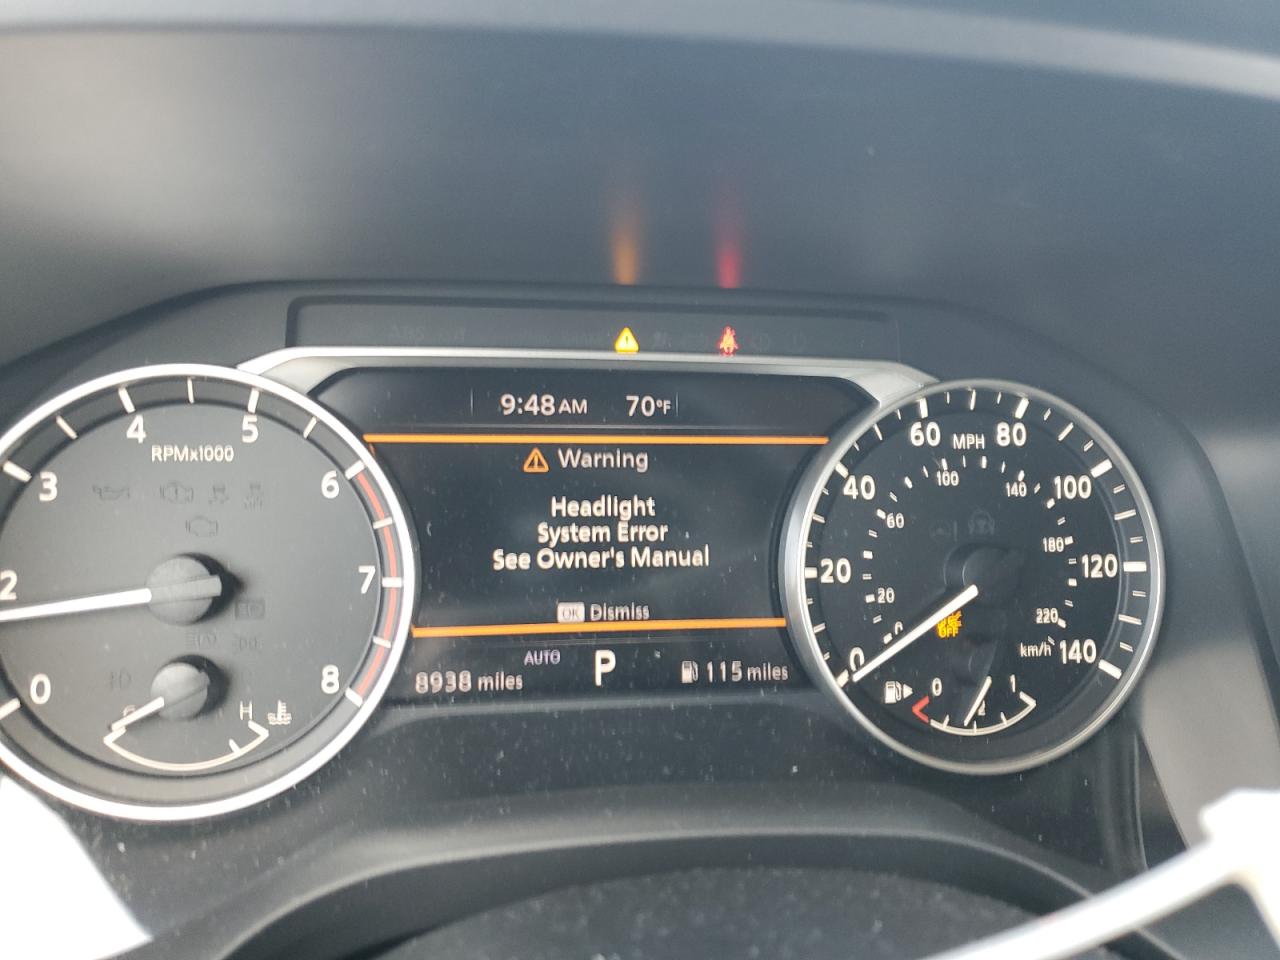 9:48 AM 70°F
Warning
Headlight
System Error
See Owner's Manual
OK Dismiss
AUTO
8938 miles P 115 miles
RPMx1000
0 2 3 4 5 6 7 8
H
MPH
0 20 40 60 80 100 120 140
0 20 60 100 140 180 220
km/h
OFF
0 1